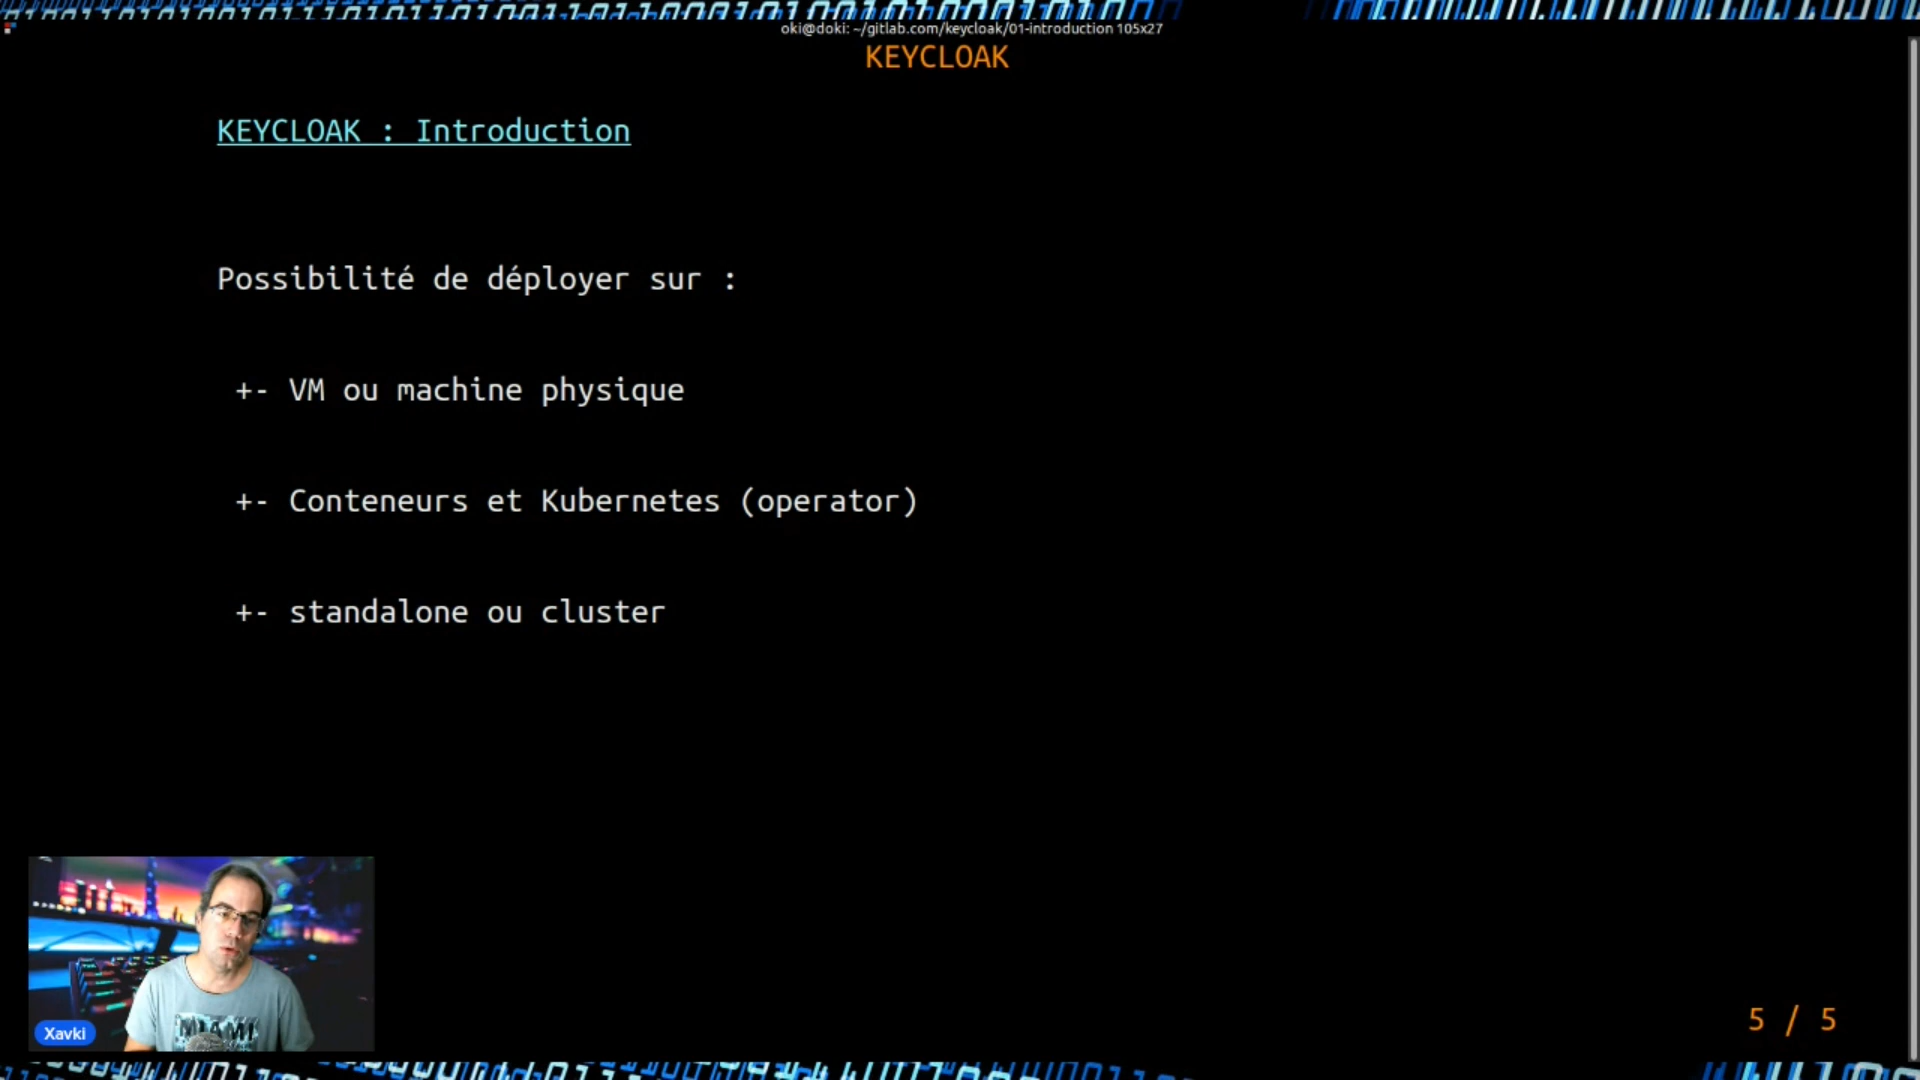 oki@doki: ~/gitlab.com/keycloak/01-introduction 105x27
KEYCLOAK
KEYCLOAK : Introduction
Possibilité de déployer sur :
+- VM ou machine physique
+- Conteneurs et Kubernetes (operator)
+- standalone ou cluster
MIAMI
Xavki
5 / 5